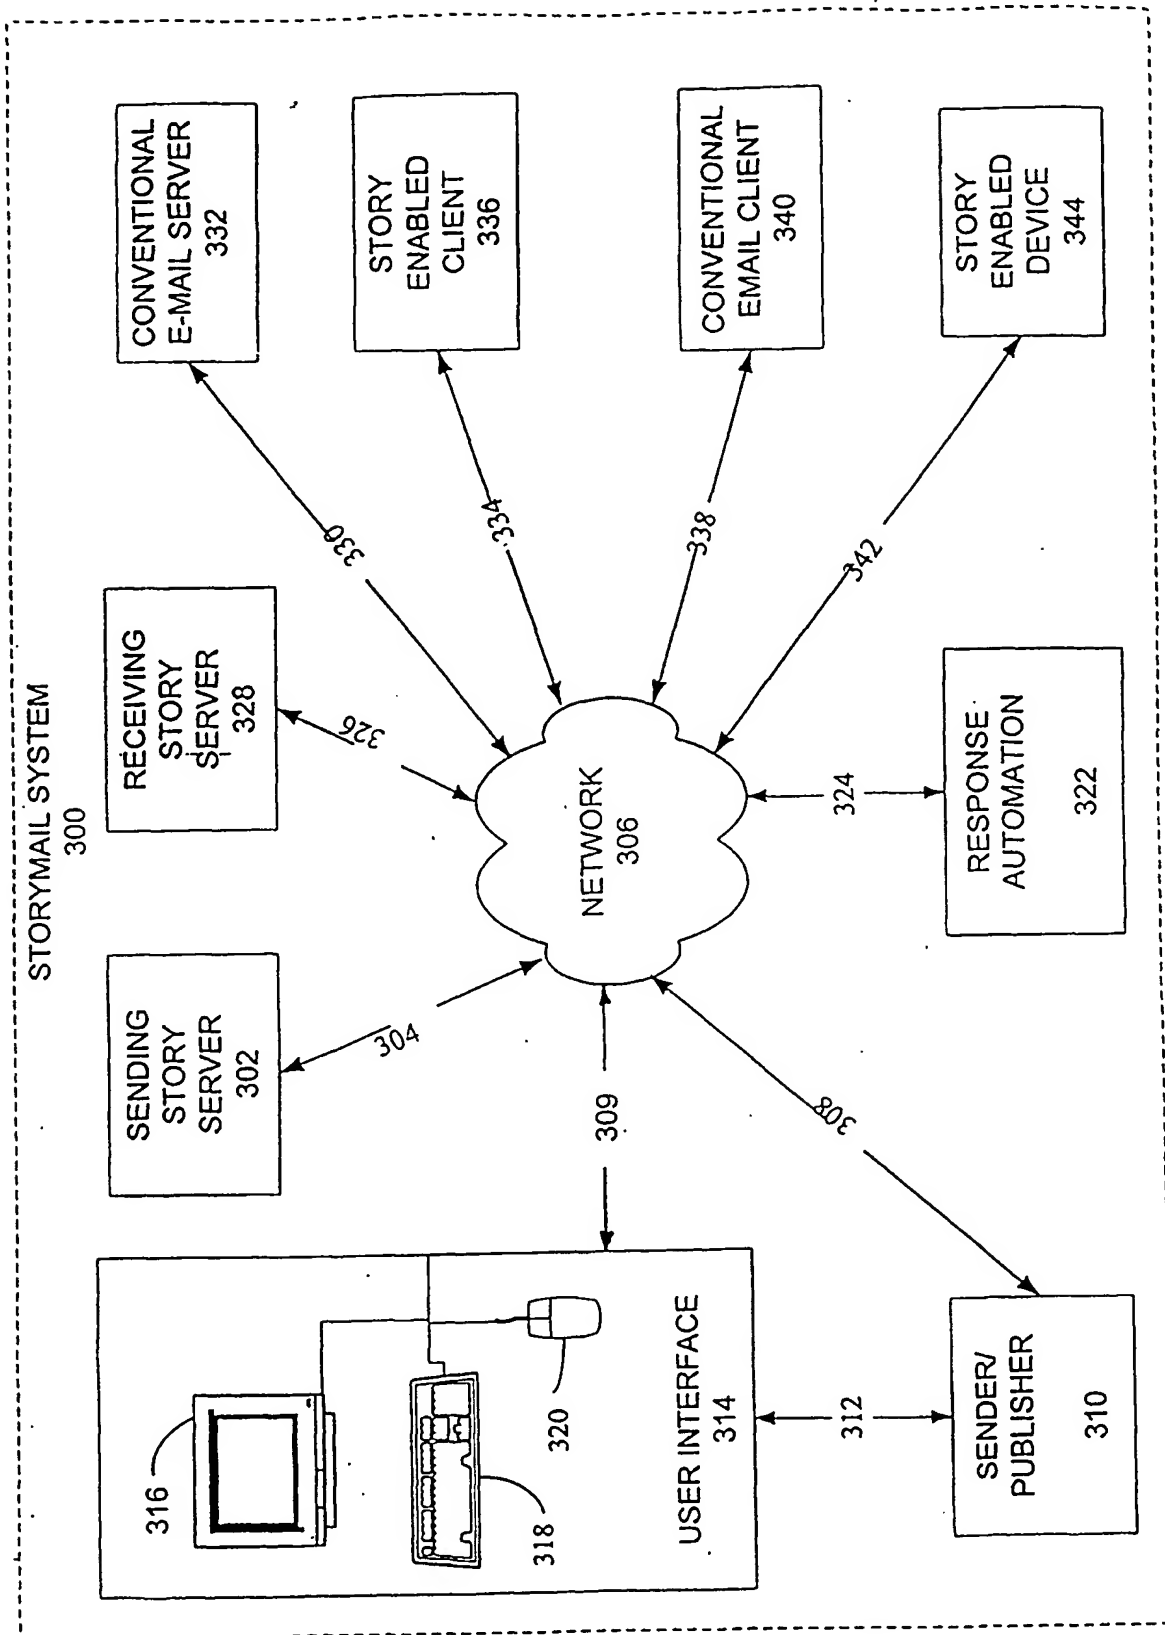 STORYMAIL SYSTEM
300
SENDING
STORY
SERVER
302
RECEIVING
STORY
SERVER
328
CONVENTIONAL
E-MAIL SERVER
332
STORY
ENABLED
CLIENT
336
CONVENTIONAL
EMAIL CLIENT
340
STORY
ENABLED
DEVICE
344
304
326
330
334
338
342
NETWORK
306
309
308
324
RESPONSE
AUTOMATION
322
316
318
320
USER INTERFACE
314
312
SENDER/
PUBLISHER
310